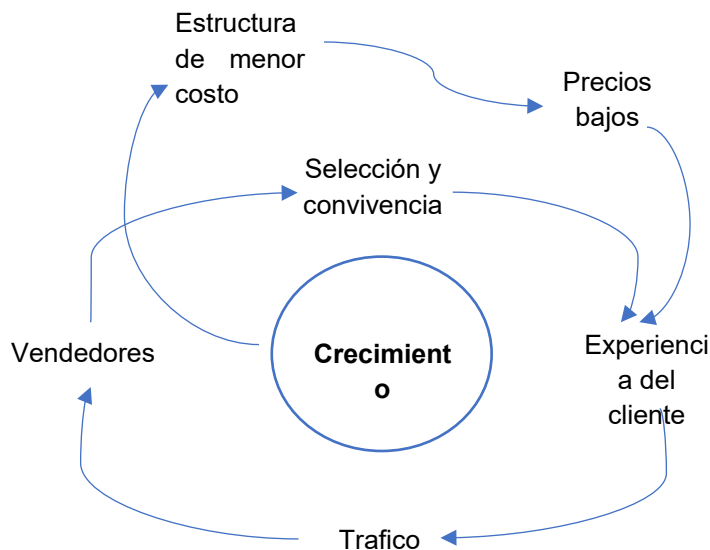 Estructura
de menor
costo
Precios
bajos
Selección y
convivencia
Vendedores
Crecimient
o
Experienci
a del
cliente
Trafico